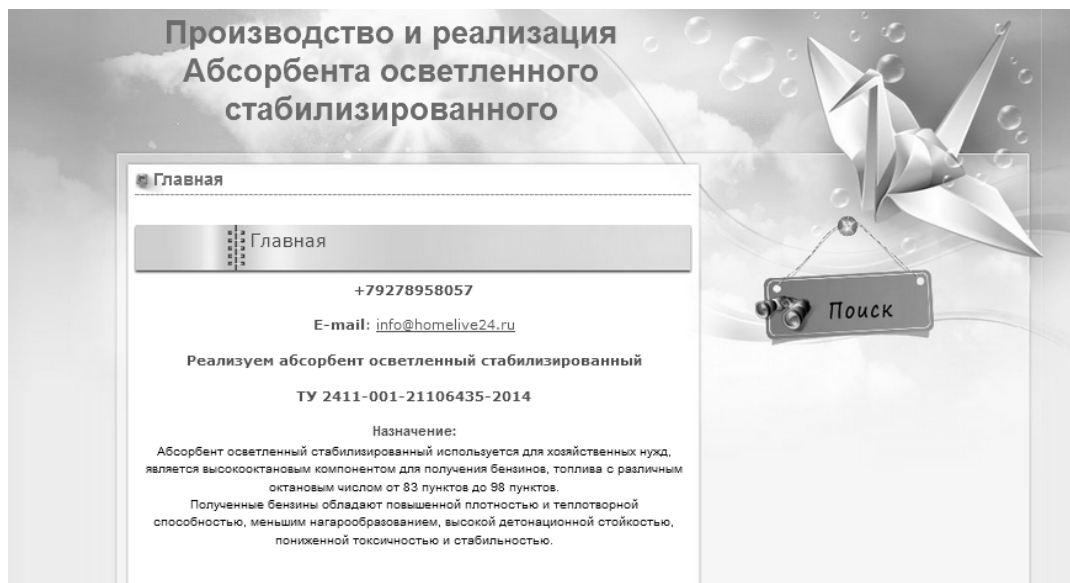 Производство и реализация
Абсорбента осветленного
стабилизированного
Главная
Главная
+79278958057
E-mail: info@homelive24.ru
Реализуем абсорбент осветленный стабилизированный
ТУ 2411-001-21106435-2014
Назначение:
Абсорбент осветленный стабилизированный используется для хозяйственных нужд,
является высокооктановым компонентом для получения бензинов, топлива с различным
октановым числом от 83 пунктов до 98 пунктов.
Полученные бензины обладают повышенной плотностью и теплотворной
способностью, меньшим нагарообразованием, высокой детонационной стойкостью,
пониженной токсичностью и стабильностью.
Поиск